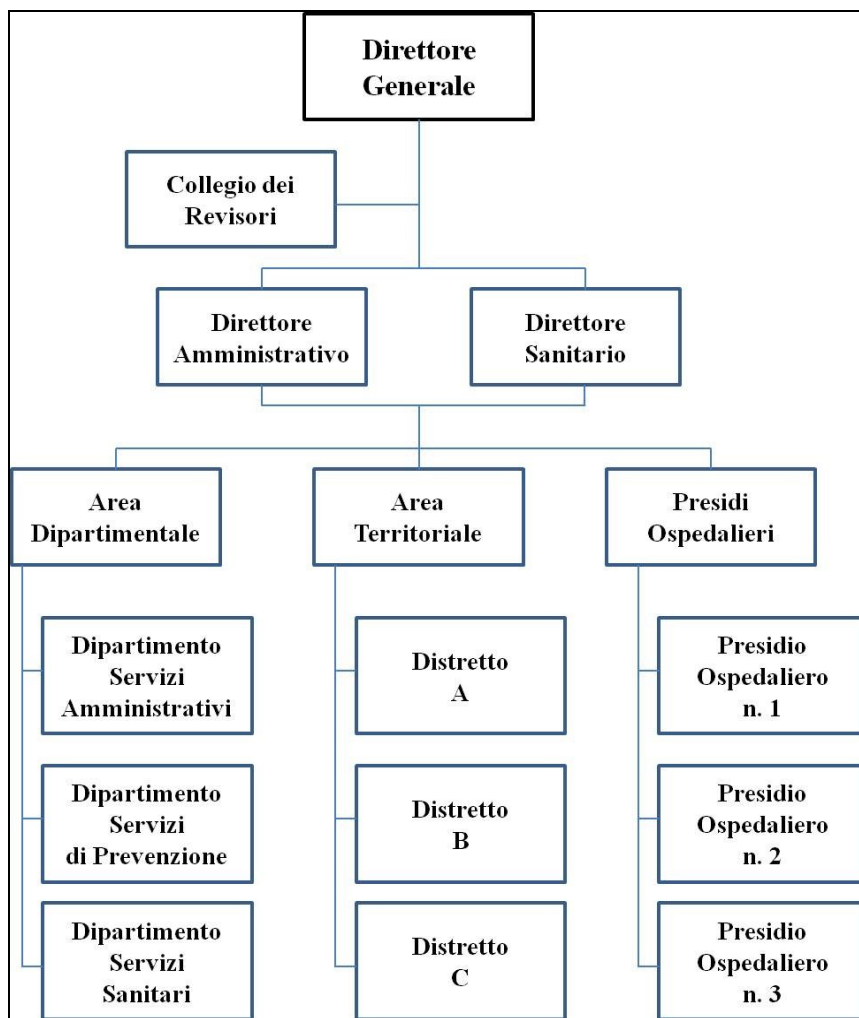 Direttore
Generale
Collegio dei
Revisori
Direttore
Amministrativo
Direttore
Sanitario
Area
Dipartimentale
Area
Territoriale
Presidi
Ospedalieri
Dipartimento
Servizi
Amministrativi
Distretto
A
Presidio
Ospedaliero
n. 1
Dipartimento
Servizi
di Prevenzione
Distretto
B
Presidio
Ospedaliero
n. 2
Dipartimento
Servizi
Sanitari
Distretto
C
Presidio
Ospedaliero
n. 3